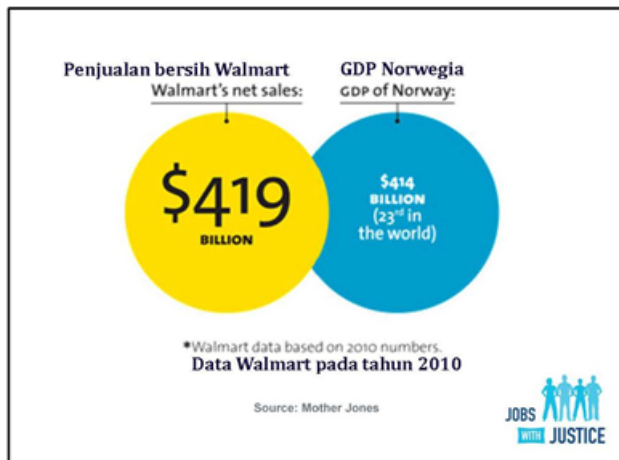 Penjualan bersih Walmart
Walmart's net sales:
GDP Norwegia
GDP of Norway:
$419
BILLION
$414
BILLION
(23rd in
the world)
*Walmart data based on 2010 numbers.
Data Walmart pada tahun 2010
Source: Mother Jones
JOBS
WITH JUSTICE